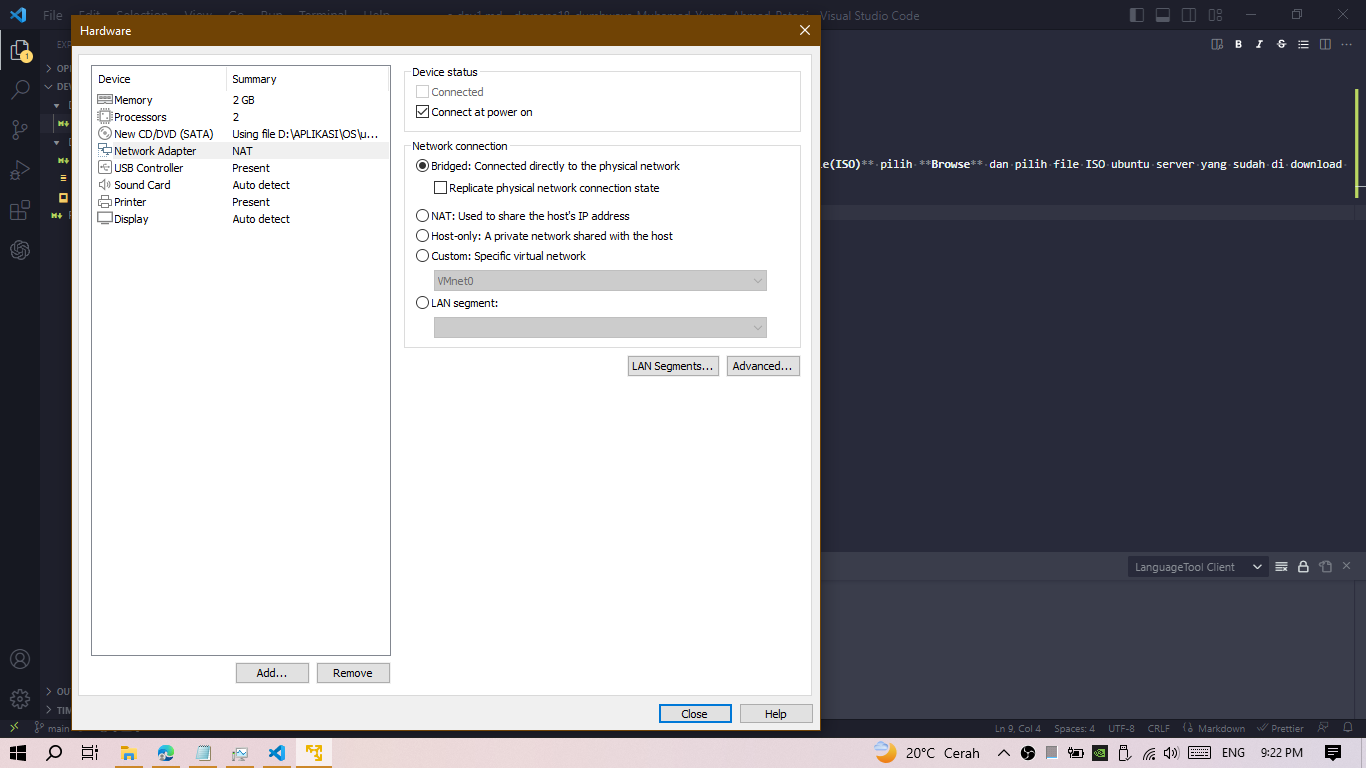 File Edit Selection View Go Run Terminal Help
Visual Studio Code
Hardware
Device Summary
Memory 2 GB
Processors 2
New CD/DVD (SATA) Using file D:\APLIKASI\OS\u...
Network Adapter NAT
USB Controller Present
Sound Card Auto detect
Printer Present
Display Auto detect
Add...
Remove
Device status
Connected
Connect at power on
Network connection
Bridged: Connected directly to the physical network
Replicate physical network connection state
NAT: Used to share the host's IP address
Host-only: A private network shared with the host
Custom: Specific virtual network
VMnet0
LAN segment:
LAN Segments...
Advanced...
Close
Help
le(ISO)** pilih **Browse** dan pilih file ISO ubuntu server yang sudah di download
LanguageTool Client
main
Ln 9, Col 4
Spaces: 4
UTF-8
CRLF
Markdown
Prettier
20°C Cerah
ENG
9:22 PM